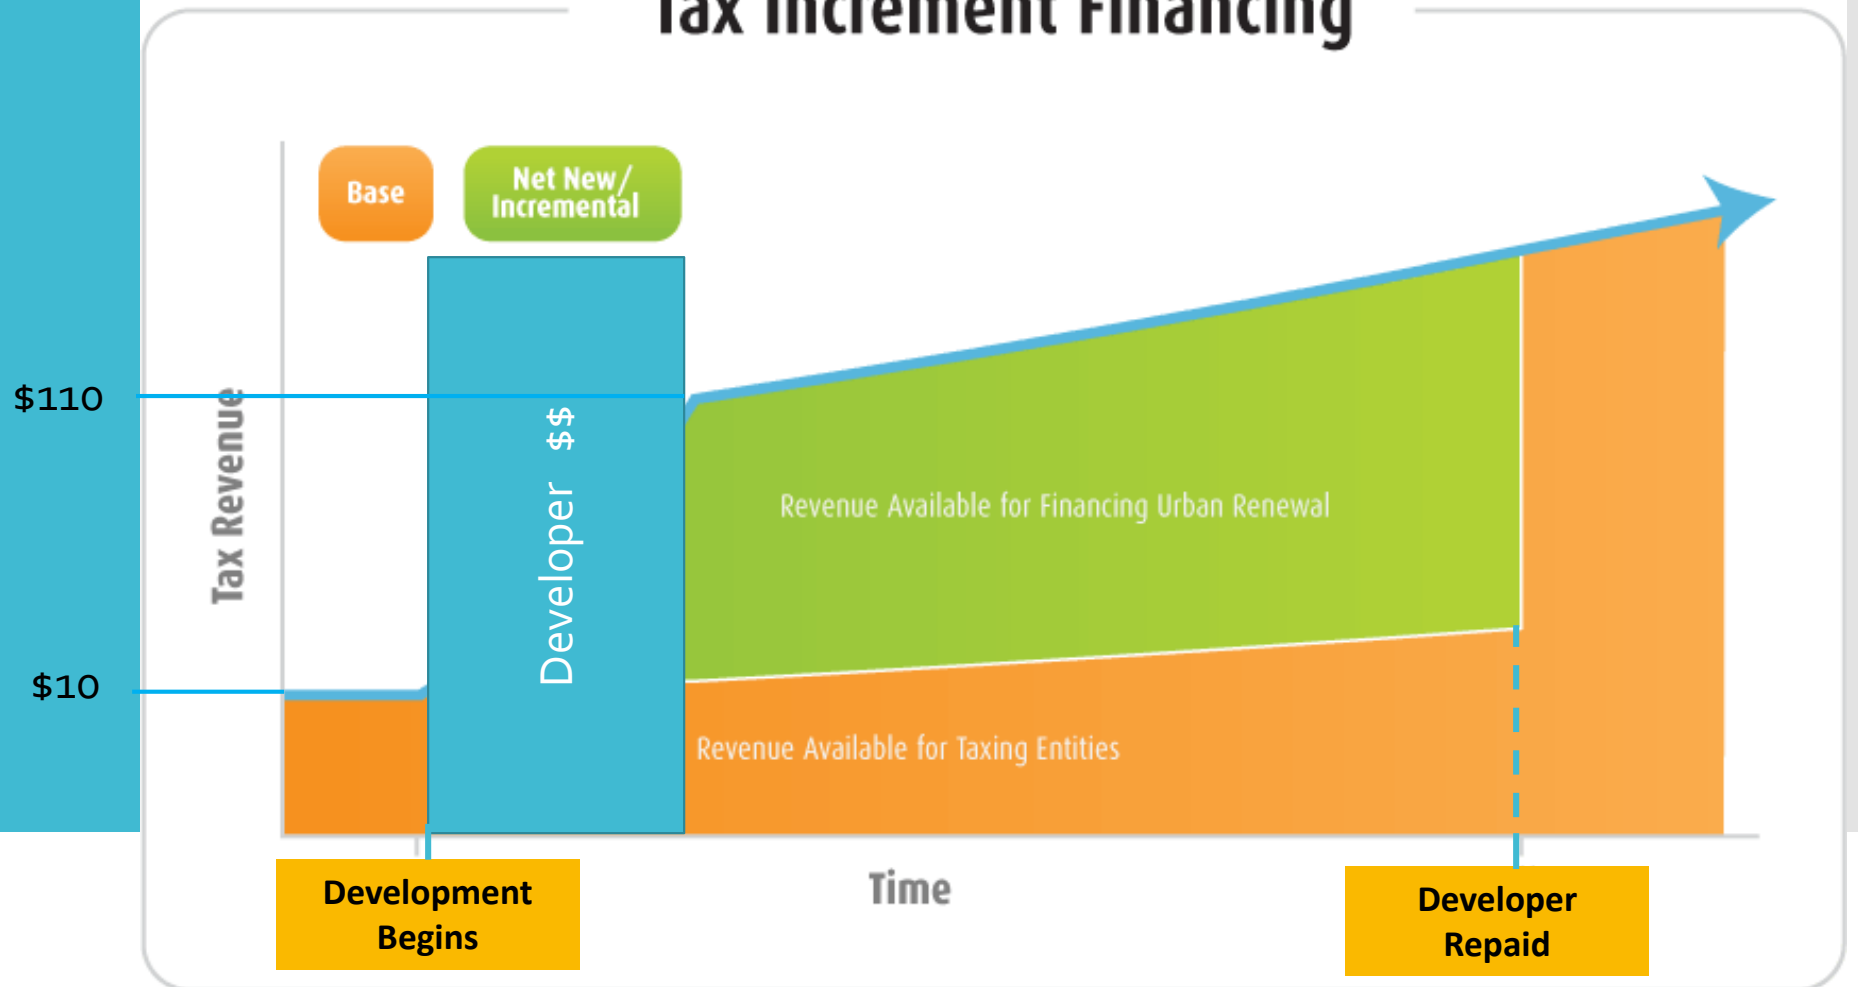 Tax Increment Financing
Base
Net New/
Incremental
$110
Tax Revenue
Developer $$
Revenue Available for Financing Urban Renewal
$10
Revenue Available for Taxing Entities
Development
Begins
Time
Developer
Repaid